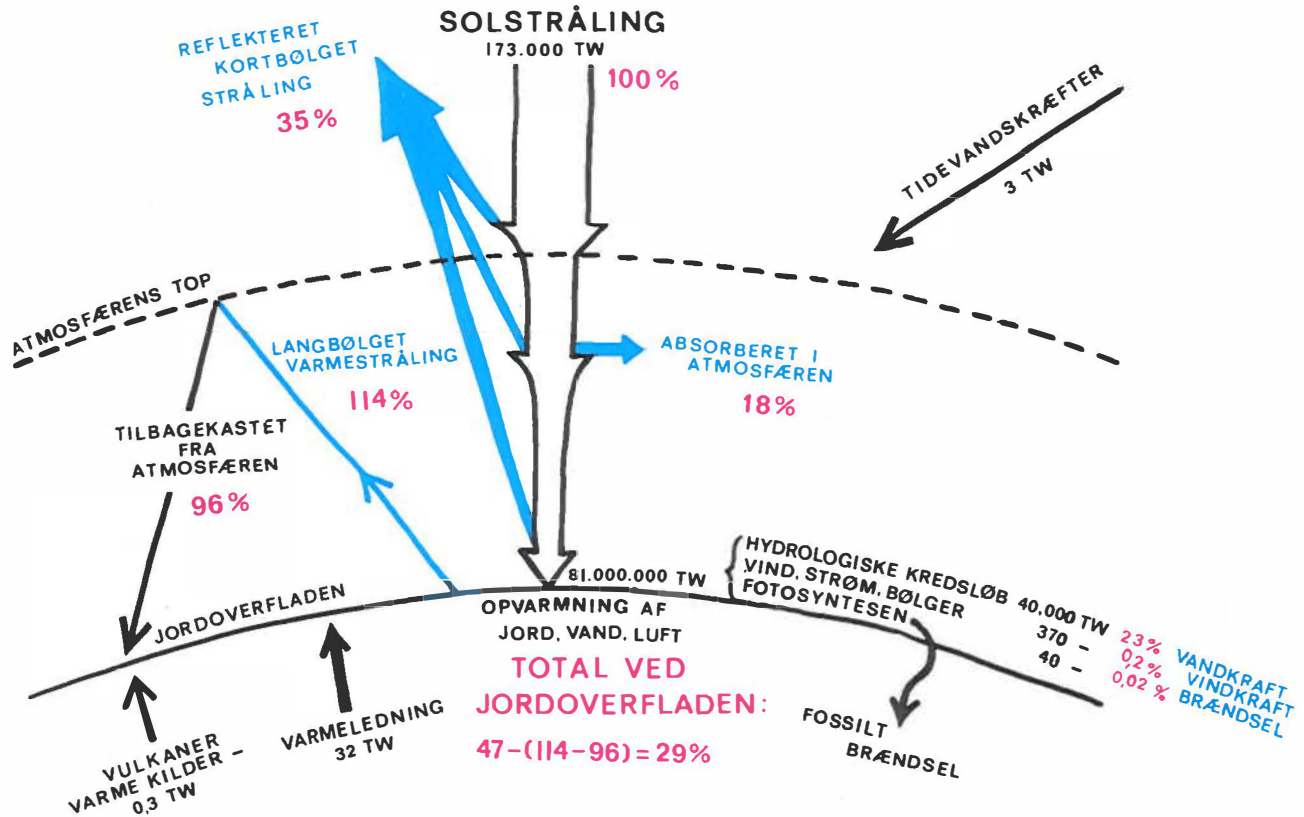 SOLSTRÅLING
173.000 TW
100%
REFLEKTERET
KORTBØLGET
STRÅLING
35%
TIDEVANDSKRÆFTER
3 TW
ATMOSFÆRENS TOP
LANGBØLGET
VARMESTRÅLING
114%
ABSORBERET I
ATMOSFÆREN
18%
TILBAGEKASTET
FRA
ATMOSFÆREN
96%
JORDOVERFLADEN
81.000.000 TW
OPVARMNING AF
JORD, VAND, LUFT
TOTAL VED
JORDOVERFLADEN:
47-(114-96)=29%
HYDROLOGISKE KREDSLØB 40.000 TW 23% VANDKRAFT
VIND, STRØM, BØLGER 370 - 0,2% VINDKRAFT
FOTOSYNTESEN 40 - 0,02% BRÆNDSEL
FOSSILT
BRÆNDSEL
VARMELEDNING
32 TW
VULKANER
VARME KILDER -
0,3 TW